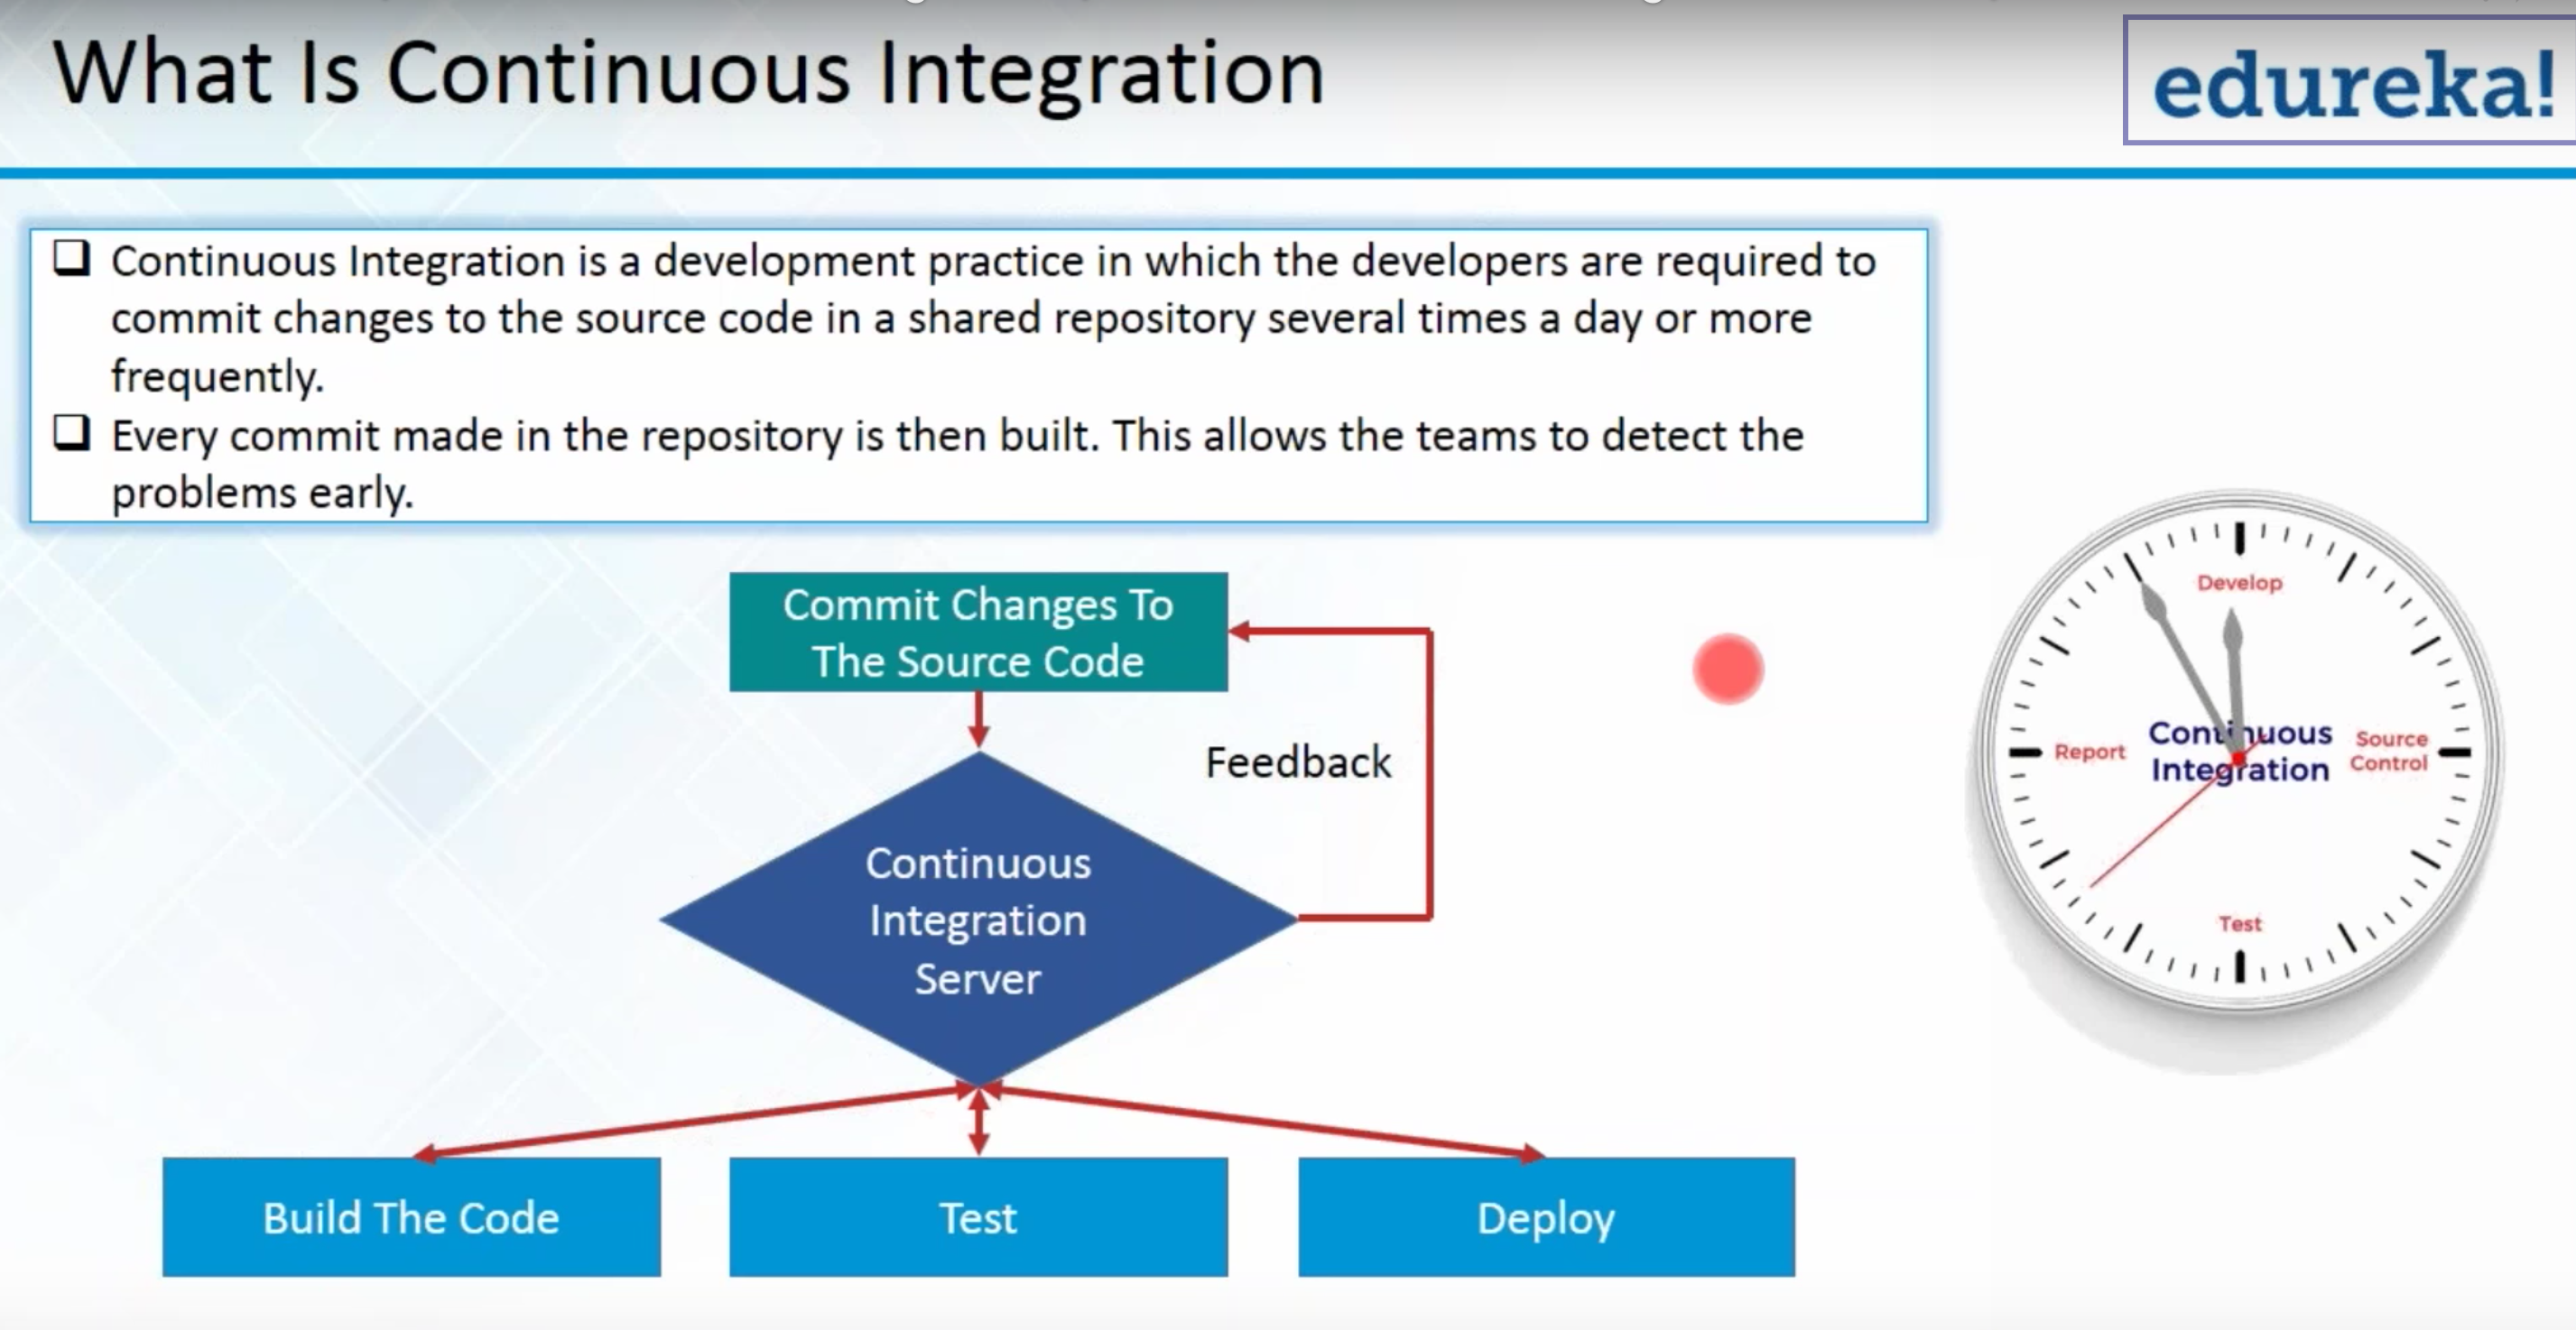 What Is Continuous Integration
edureka!
❑ Continuous Integration is a development practice in which the developers are required to
commit changes to the source code in a shared repository several times a day or more
frequently.
❑ Every commit made in the repository is then built. This allows the teams to detect the
problems early.
Commit Changes To
The Source Code
Feedback
Continuous
Integration
Server
Build The Code
Test
Deploy
Develop
Report
Continuous
Integration
Source
Control
Test